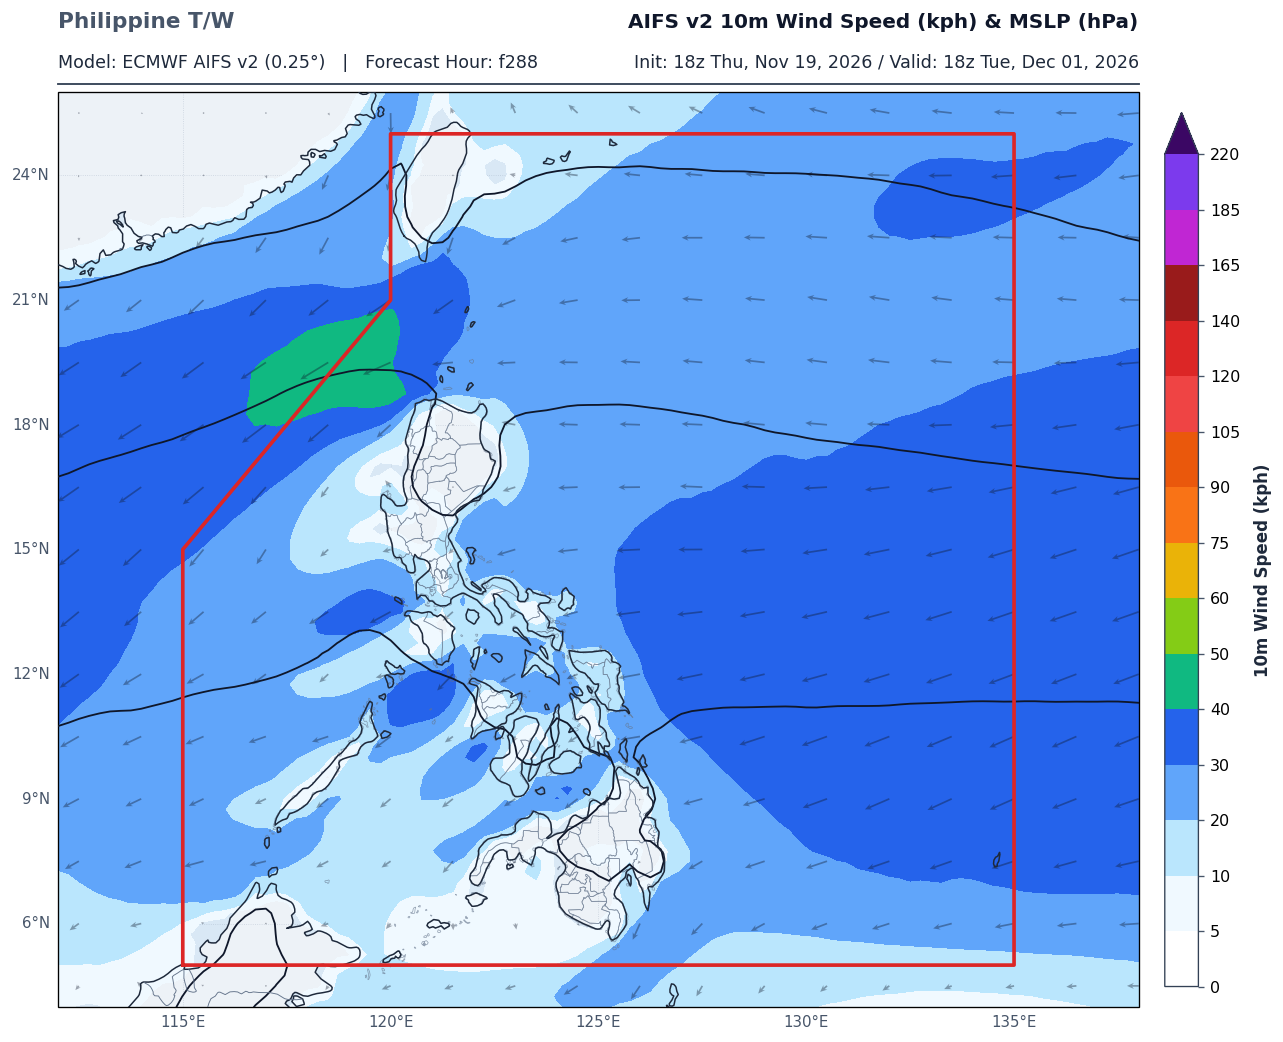 Philippine T/W
AIFS v2 10m Wind Speed (kph) & MSLP (hPa)
Model: ECMWF AIFS v2 (0.25°) | Forecast Hour: f288
Init: 18z Thu, Nov 19, 2026 / Valid: 18z Tue, Dec 01, 2026
24°N
21°N
18°N
15°N
12°N
9°N
6°N
115°E
120°E
125°E
130°E
135°E
220
185
165
140
120
105
90
75
60
50
40
30
20
10
5
0
10m Wind Speed (kph)